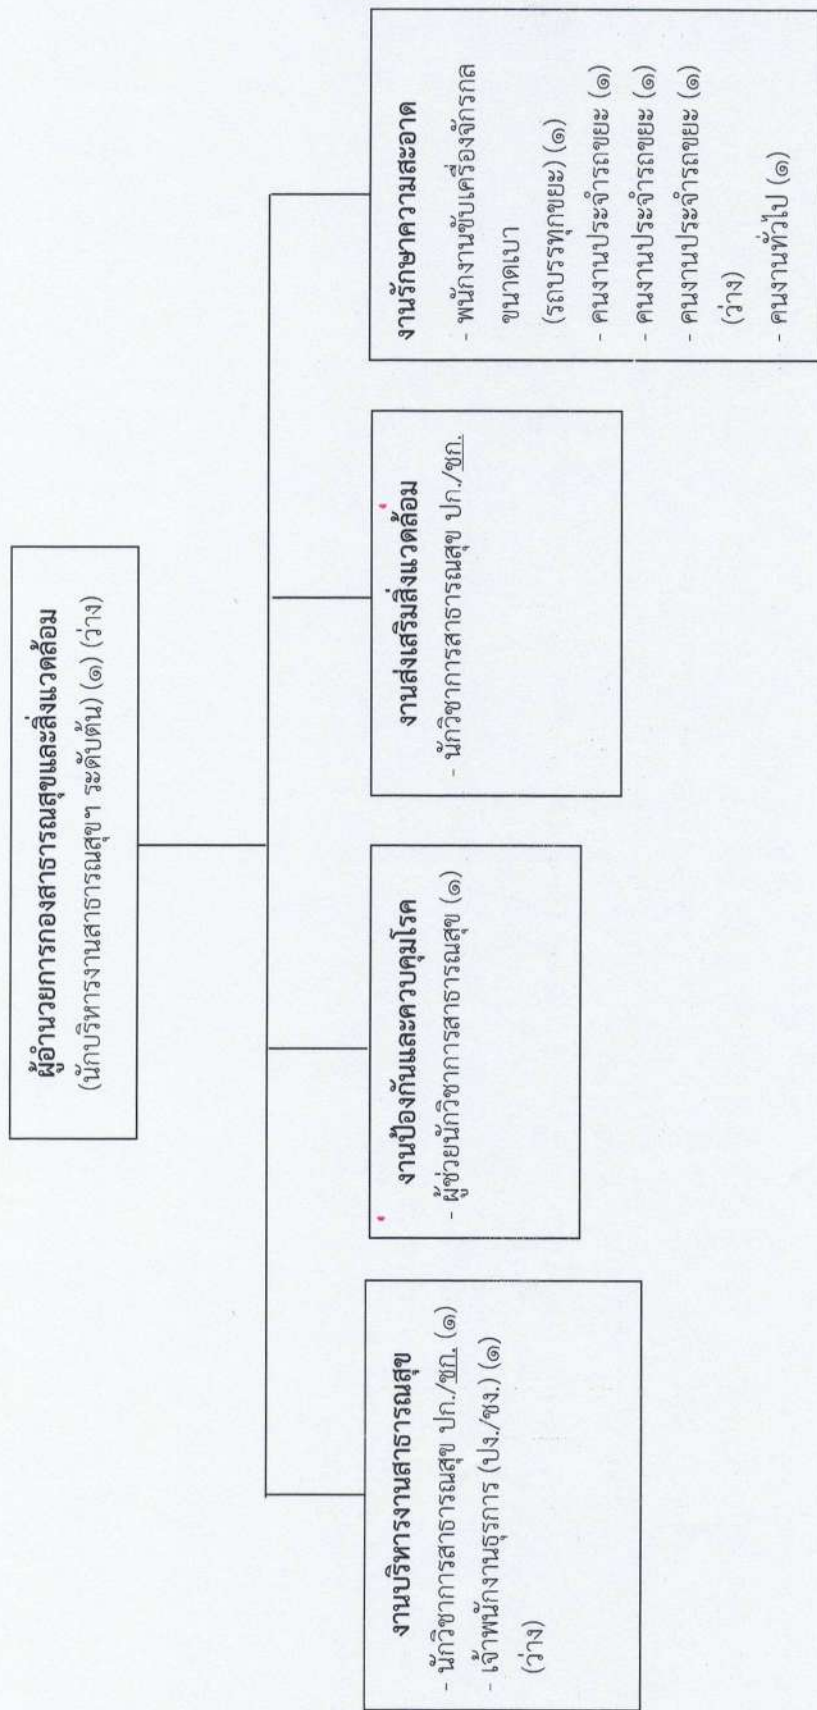 ผู้อำนวยการกองสาธารณสุขและสิ่งแวดล้อม
(นักบริหารงานสาธารณสุขฯ ระดับต้น) (๑) (ว่าง)
งานบริหารงานสาธารณสุข
- นักวิชาการสาธารณสุข ปก./ชก. (๑)
- เจ้าพนักงานธุรการ (ปง./ชง.) (๑)
(ว่าง)
งานป้องกันและควบคุมโรค
- ผู้ช่วยนักวิชาการสาธารณสุข (๑)
งานส่งเสริมสิ่งแวดล้อม
- นักวิชาการสาธารณสุข ปก./ชก.
งานรักษาความสะอาด
- พนักงานขับเครื่องจักรกล
ขนาดเบา
(รถบรรทุกขยะ) (๑)
- คนงานประจำรถขยะ (๑)
- คนงานประจำรถขยะ (๑)
- คนงานประจำรถขยะ (๑)
(ว่าง)
- คนงานทั่วไป (๑)